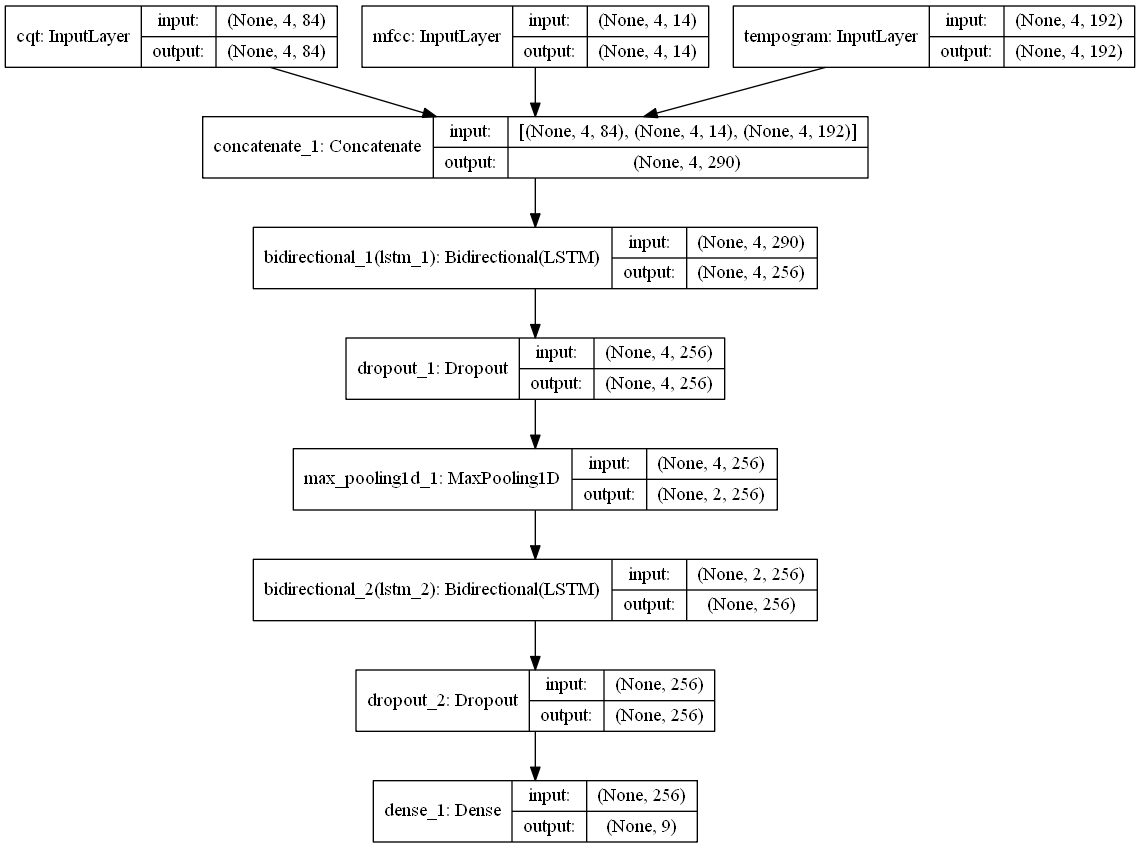 cqt: InputLayer
input: (None, 4, 84)
output: (None, 4, 84)
mfcc: InputLayer
input: (None, 4, 14)
output: (None, 4, 14)
tempogram: InputLayer
input: (None, 4, 192)
output: (None, 4, 192)
concatenate_1: Concatenate
input: [(None, 4, 84), (None, 4, 14), (None, 4, 192)]
output: (None, 4, 290)
bidirectional_1(lstm_1): Bidirectional(LSTM)
input: (None, 4, 290)
output: (None, 4, 256)
dropout_1: Dropout
input: (None, 4, 256)
output: (None, 4, 256)
max_pooling1d_1: MaxPooling1D
input: (None, 4, 256)
output: (None, 2, 256)
bidirectional_2(lstm_2): Bidirectional(LSTM)
input: (None, 2, 256)
output: (None, 256)
dropout_2: Dropout
input: (None, 256)
output: (None, 256)
dense_1: Dense
input: (None, 256)
output: (None, 9)